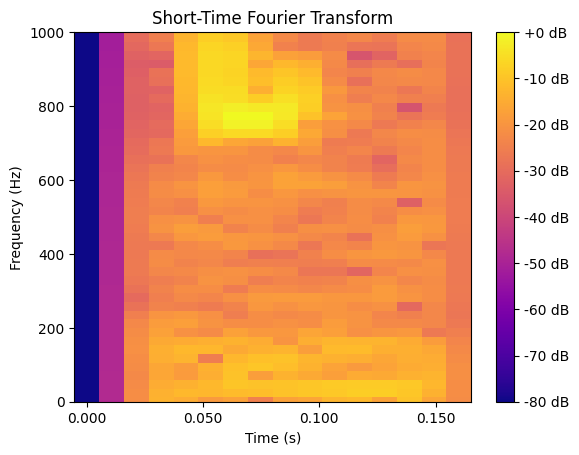 Short-Time Fourier Transform
Frequency (Hz)
1000
800
600
400
200
0
0.000
0.050
0.100
0.150
Time (s)
+0 dB
-10 dB
-20 dB
-30 dB
-40 dB
-50 dB
-60 dB
-70 dB
-80 dB